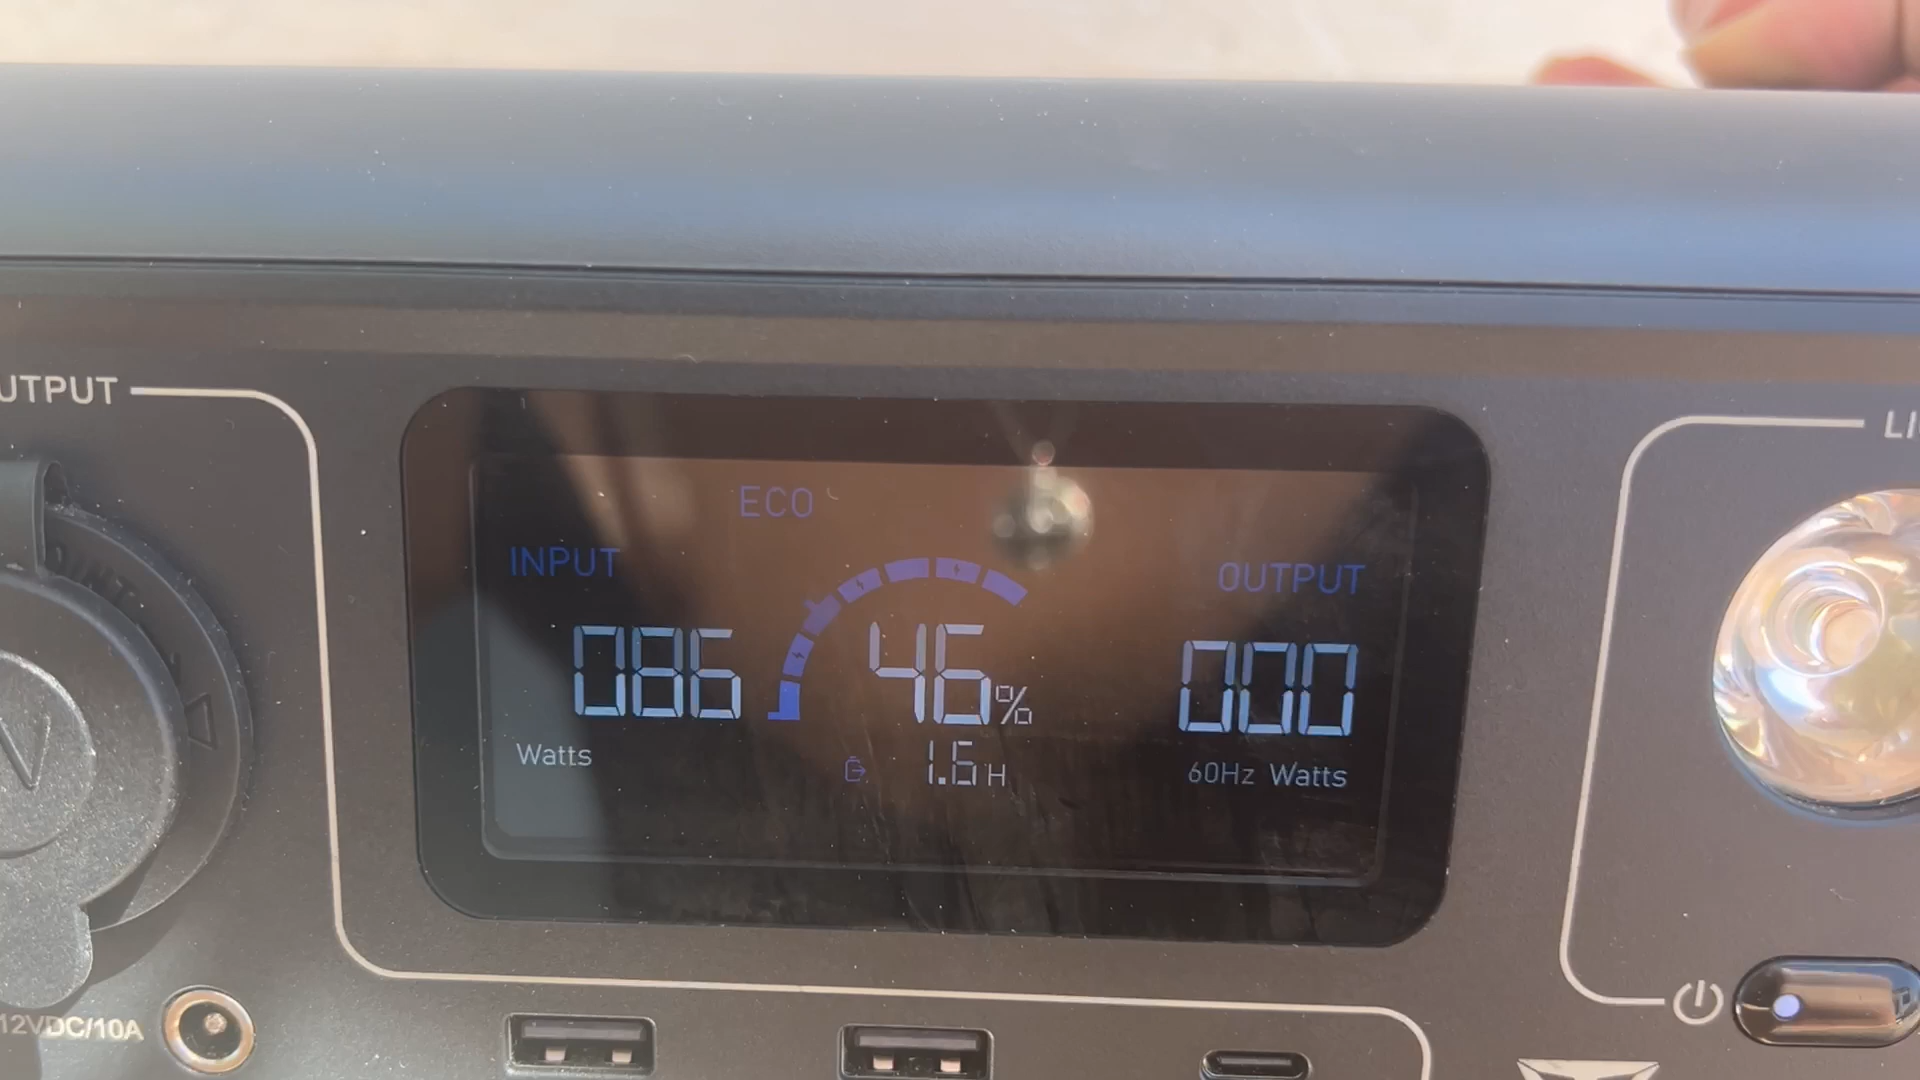 UTPUT
ECO
INPUT
OUTPUT
086
46%
000
Watts
1.6 H
60Hz Watts
12VDC/10A